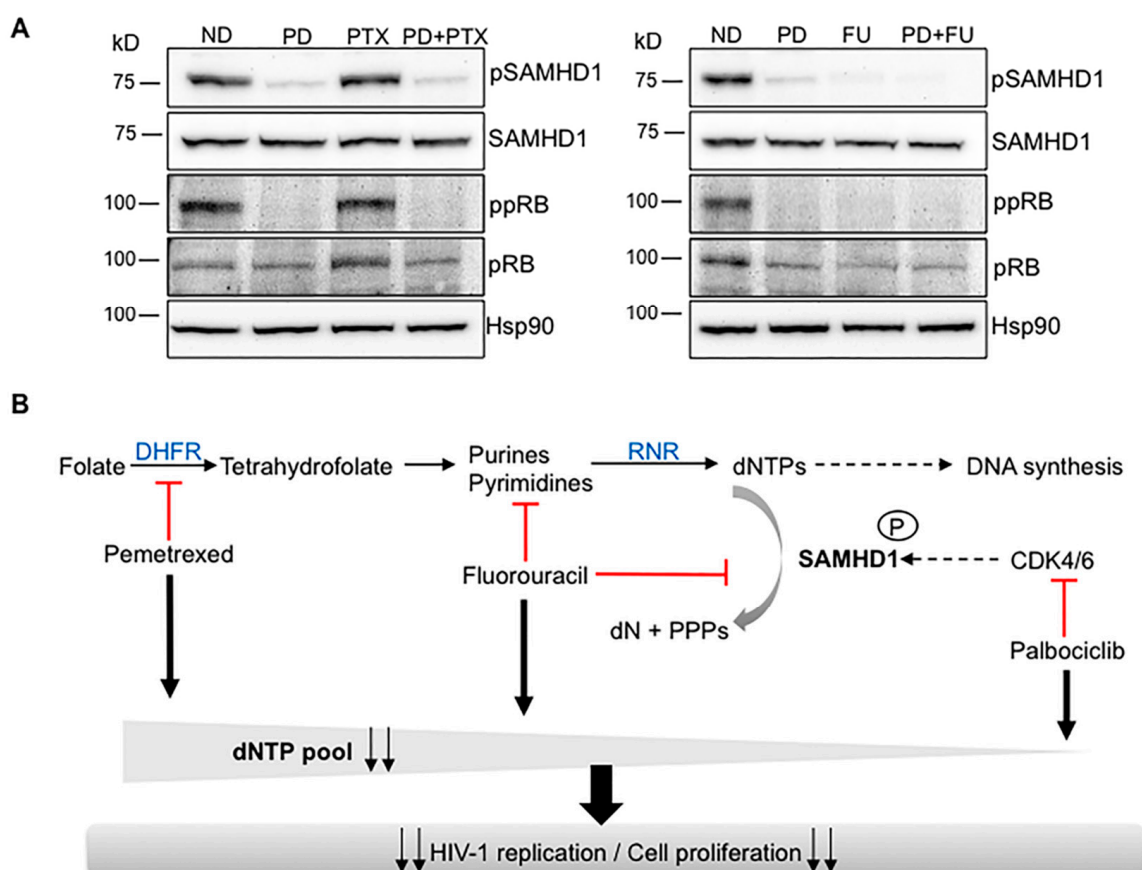 A
kD ND PD PTX PD+PTX
75 pSAMHD1
75 SAMHD1
100 ppRB
100 pRB
100 Hsp90
kD ND PD FU PD+FU
75 pSAMHD1
75 SAMHD1
100 ppRB
100 pRB
100 Hsp90
B
Folate DHFR Tetrahydrofolate Purines Pyrimidines RNR dNTPs DNA synthesis
P
Pemetrexed Fluorouracil SAMHD1 CDK4/6
dN + PPPs
Palbociclib
dNTP pool
HIV-1 replication / Cell proliferation